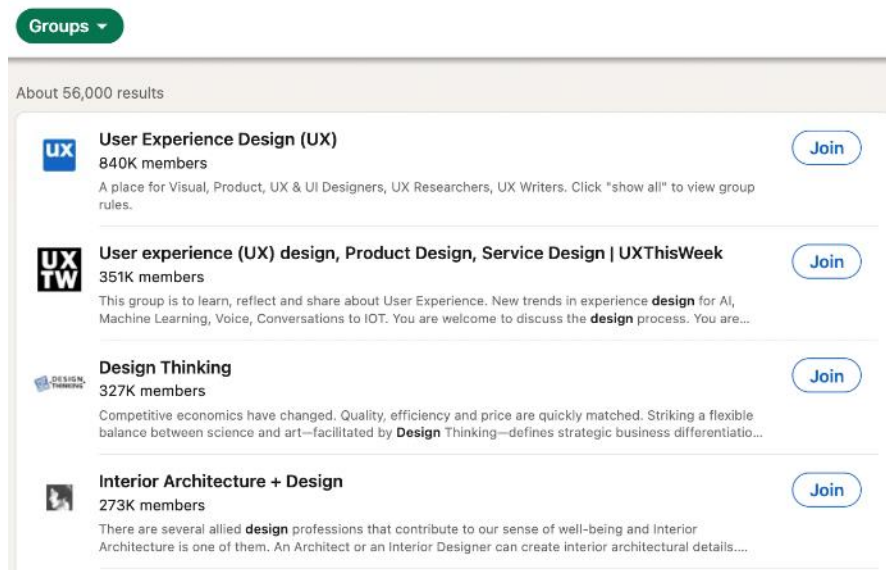 Groups
About 56,000 results
UX
User Experience Design (UX)
840K members
Join
A place for Visual, Product, UX & UI Designers, UX Researchers, UX Writers. Click "show all" to view group
rules.
UX
TW
User experience (UX) design, Product Design, Service Design | UXThisWeek
351K members
Join
This group is to learn, reflect and share about User Experience. New trends in experience design for AI,
Machine Learning, Voice, Conversations to IOT. You are welcome to discuss the design process. You are...
DESIGN
THINKING
Design Thinking
327K members
Join
Competitive economics have changed. Quality, efficiency and price are quickly matched. Striking a flexible
balance between science and art—facilitated by Design Thinking—defines strategic business differentiatio...
Interior Architecture + Design
273K members
Join
There are several allied design professions that contribute to our sense of well-being and Interior
Architecture is one of them. An Architect or an Interior Designer can create interior architectural details....